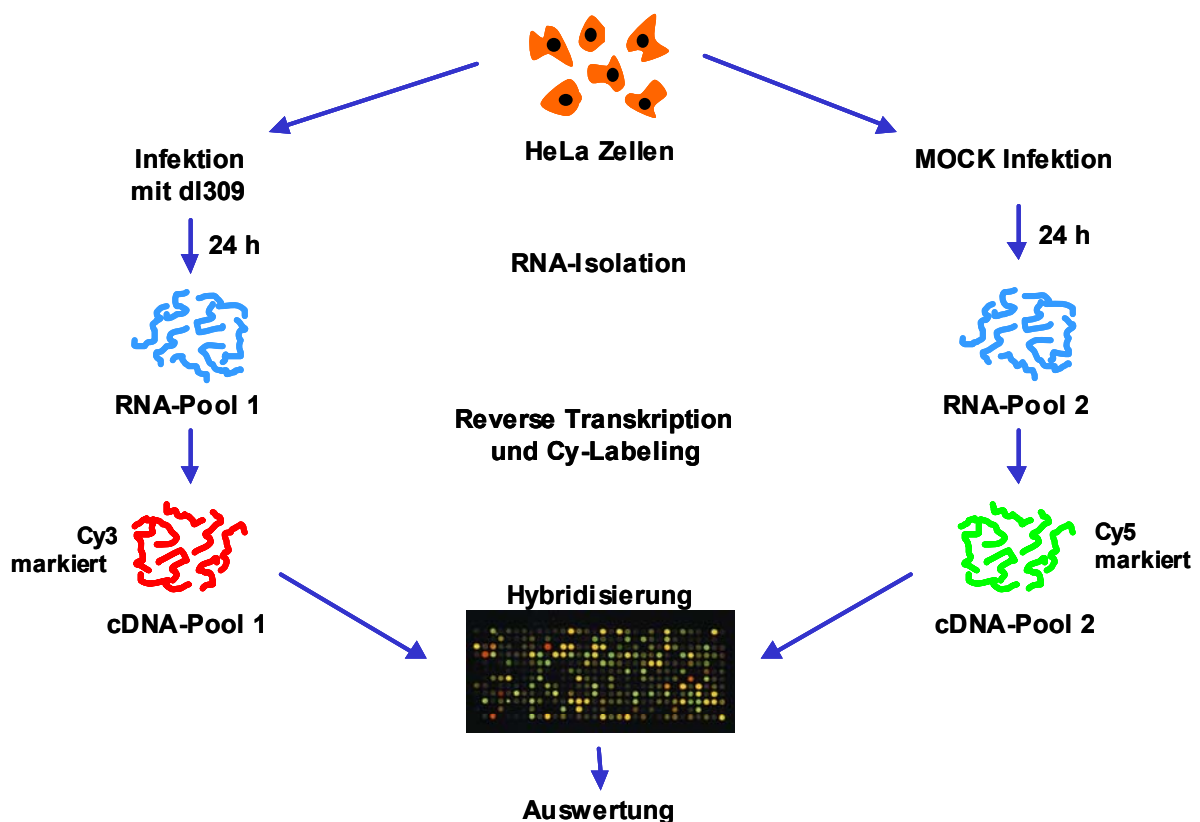 HeLa Zellen
Infektion
mit dl309
MOCK Infektion
24 h
24 h
RNA-Isolation
RNA-Pool 1
RNA-Pool 2
Reverse Transkription
und Cy-Labeling
Cy3
markiert
Cy5
markiert
cDNA-Pool 1
Hybridisierung
cDNA-Pool 2
Auswertung